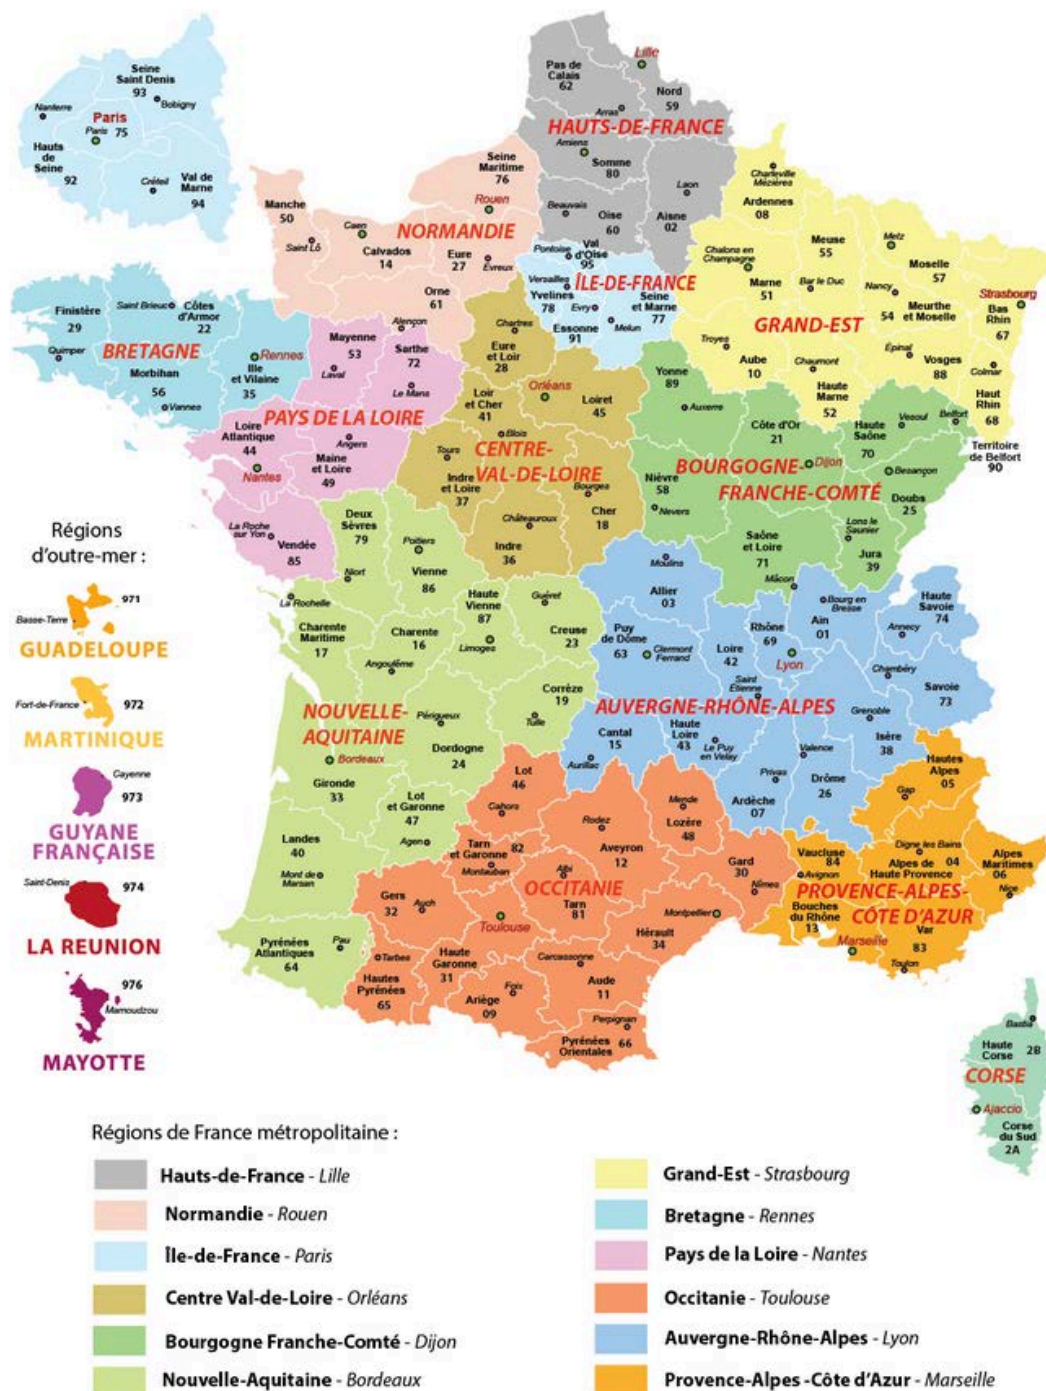 Seine
Saint Denis
93
Bobigny
Nanterre
Paris
Paris
75
Hauts
de
Seine
92
Créteil
Val de
Marne
94
Lille
Pas de
Calais
62
Nord
59
Arras
HAUTS-DE-FRANCE
Amiens
Somme
80
Laon
Beauvais
Oise
60
Aisne
02
Seine
Maritime
76
Rouen
Manche
50
Caen
Saint Lô
NORMANDIE
Calvados
14
Eure
27
Évreux
Orne
61
Alençon
Pontoise
Val
d'Oise
95
Versailles
ÎLE-DE-FRANCE
Yvelines
78
Evry
Seine
et Marne
77
Essonne
91
Melun
Charleville
Mézières
Ardennes
08
Meuse
55
Metz
Chalons en
Champagne
Moselle
57
Marne
51
Bar le Duc
Nancy
54
Meurthe
et Moselle
Strasbourg
Bas
Rhin
67
GRAND-EST
Troyes
Aube
10
Chaumont
Épinal
Vosges
88
Colmar
Haute
Marne
52
Haut
Rhin
68
Finistère
29
Saint Brieuc
Côtes
d'Armor
22
Quimper
BRETAGNE
Rennes
Ille
et Vilaine
35
Morbihan
56
Vannes
Mayenne
53
Laval
Sarthe
72
Le Mans
PAYS DE LA LOIRE
Loire
Atlantique
44
Nantes
Angers
Maine
et Loire
49
La Roche
sur Yon
Vendée
85
Chartres
Eure
et Loir
28
Orléans
Loir
et Cher
41
Loiret
45
Blois
Tours
CENTRE-
VAL-DE-LOIRE
Indre
et Loire
37
Bourges
Cher
18
Châteauroux
Indre
36
Yonne
89
Auxerre
Côte d'Or
21
Haute
Saône
70
Vesoul
Belfort
Territoire
de Belfort
90
BOURGOGNE-
FRANCHE-COMTÉ
Dijon
Besançon
Nièvre
58
Nevers
Doubs
25
Lons le
Saunier
Saône
et Loire
71
Jura
39
Mâcon
Deux
Sèvres
79
Poitiers
Niort
Vienne
86
La Rochelle
Haute
Vienne
87
Guéret
Charente
Maritime
17
Charente
16
Limoges
Creuse
23
Angoulême
NOUVELLE-
AQUITAINE
Corrèze
19
Périgueux
Tulle
Dordogne
24
Bordeaux
Gironde
33
Lot
et Garonne
47
Agen
Landes
40
Mont de
Marsan
Pyrénées
Atlantiques
64
Pau
Moulins
Allier
03
Puy
de Dôme
63
Clermont
Ferrand
Loire
42
Rhône
69
Lyon
Bourg en
Bresse
Ain
01
Haute
Savoie
74
Annecy
Chambéry
Savoie
73
Saint
Etienne
AUVERGNE-RHÔNE-ALPES
Grenoble
Isère
38
Cantal
15
Aurillac
Haute
Loire
43
Le Puy
en Velay
Valence
Privas
Ardèche
07
Drôme
26
Lot
46
Cahors
Mende
Lozère
48
Rodez
Aveyron
12
Tarn
et Garonne
82
Montauban
Albi
OCCITANIE
Tarn
81
Gard
30
Nîmes
Gers
32
Auch
Toulouse
Montpellier
Hérault
34
Haute
Garonne
31
Tarbes
Hautes
Pyrénées
65
Carcassonne
Aude
11
Foix
Ariège
09
Perpignan
Pyrénées
Orientales
66
Hautes
Alpes
05
Gap
Vaucluse
84
Avignon
Digne les Bains
Alpes de
Haute Provence
04
Alpes
Maritimes
06
Nice
PROVENCE-ALPES-
CÔTE D'AZUR
Bouches
du Rhône
13
Marseille
Var
83
Toulon
Bastia
Haute
Corse
2B
CORSE
Ajaccio
Corse
du Sud
2A
Régions
d'outre-mer :
971
Basse-Terre
GUADELOUPE
Fort-de-France
972
MARTINIQUE
Cayenne
973
GUYANE
FRANÇAISE
Saint-Denis
974
LA REUNION
976
Mamoudzou
MAYOTTE
Régions de France métropolitaine :
Hauts-de-France - Lille
Normandie - Rouen
Île-de-France - Paris
Centre Val-de-Loire - Orléans
Bourgogne Franche-Comté - Dijon
Nouvelle-Aquitaine - Bordeaux
Grand-Est - Strasbourg
Bretagne - Rennes
Pays de la Loire - Nantes
Occitanie - Toulouse
Auvergne-Rhône-Alpes - Lyon
Provence-Alpes -Côte d'Azur - Marseille